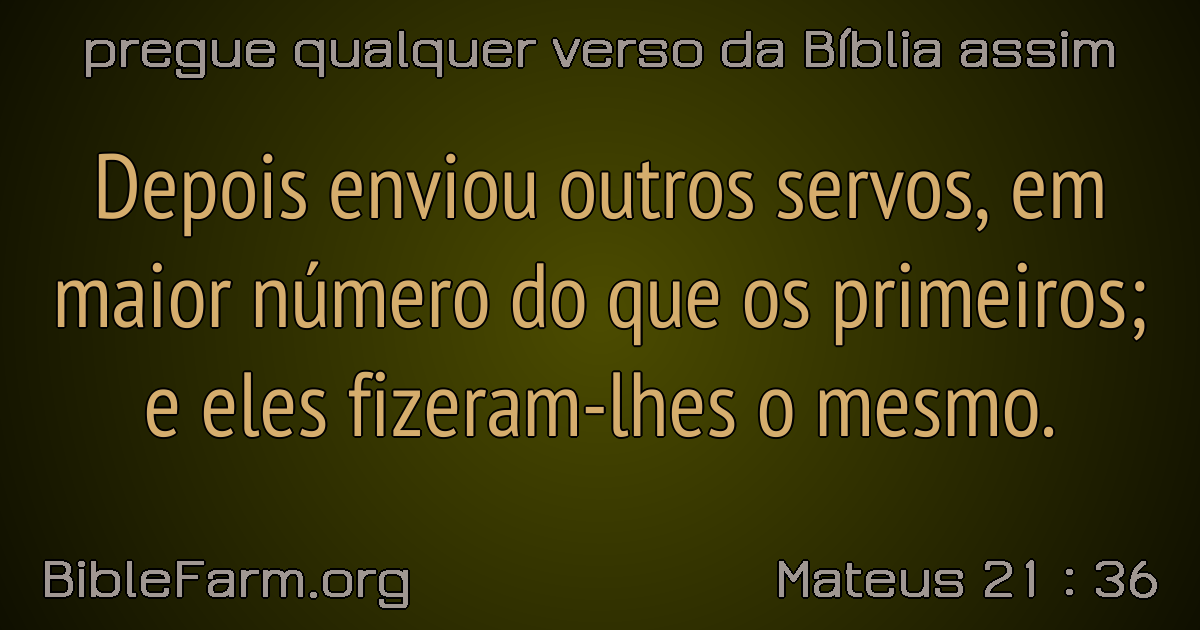 pregue qualquer verso da Bíblia assim
Depois enviou outros servos, em
maior número do que os primeiros;
e eles fizeram-lhes o mesmo.
BibleFarm.org
Mateus 21 : 36